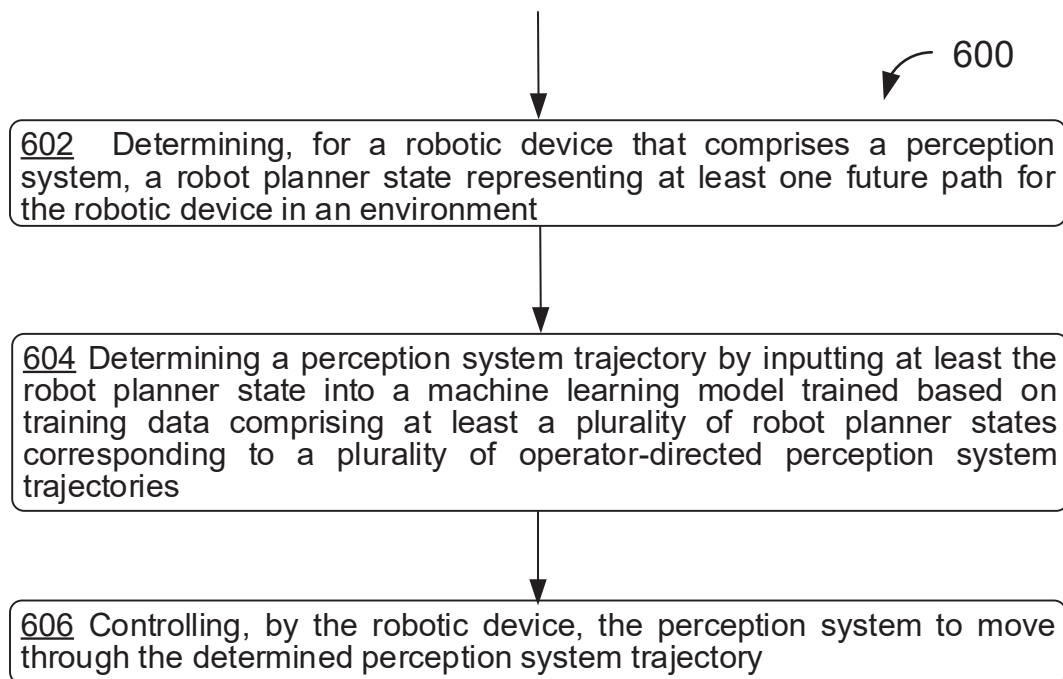 600
602 Determining, for a robotic device that comprises a perception
system, a robot planner state representing at least one future path for
the robotic device in an environment
604 Determining a perception system trajectory by inputting at least the
robot planner state into a machine learning model trained based on
training data comprising at least a plurality of robot planner states
corresponding to a plurality of operator-directed perception system
trajectories
606 Controlling, by the robotic device, the perception system to move
through the determined perception system trajectory